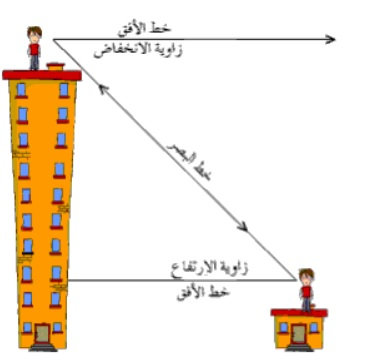 خط الأفق
زاوية الانخفاض
خط البصر
زاوية الارتفاع
خط الأفق